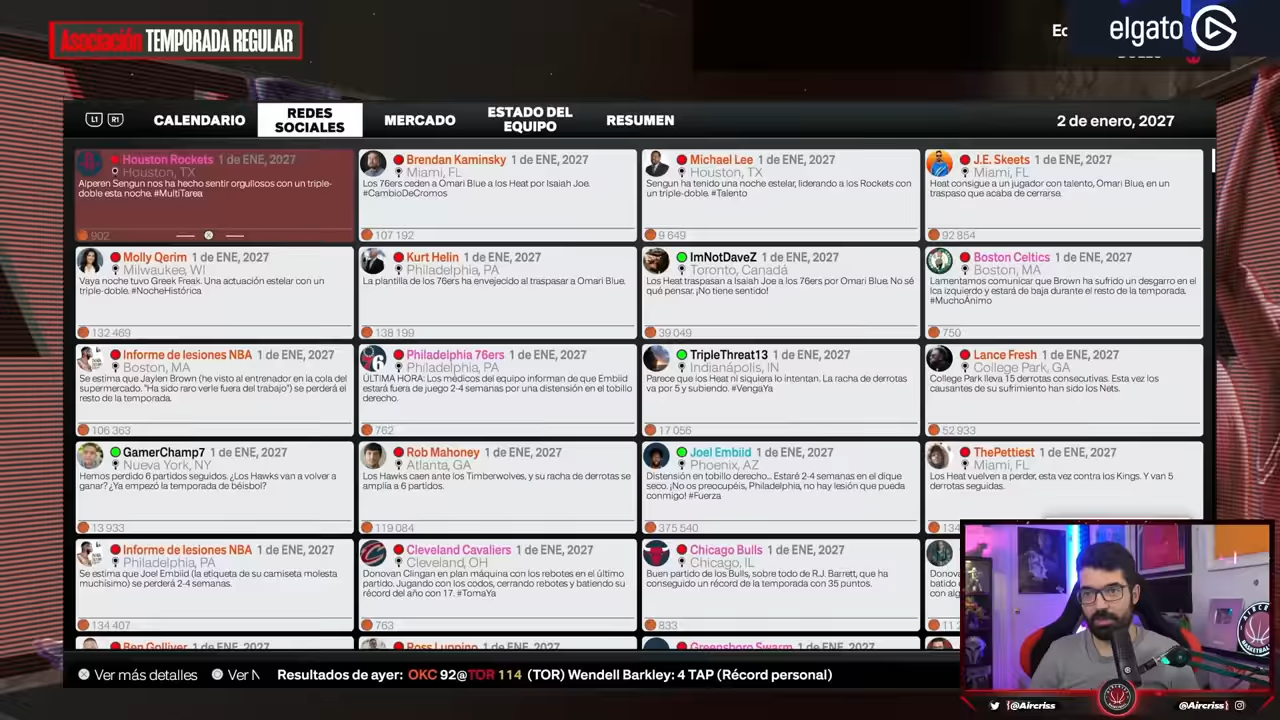 Asociación TEMPORADA REGULAR
elgato
L1 R1
CALENDARIO
REDES SOCIALES
MERCADO
ESTADO DEL EQUIPO
RESUMEN
2 de enero, 2027
Houston Rockets 1 de ENE, 2027
Houston, TX
Alperen Sengun nos ha hecho sentir orgullosos con un triple-
doble esta noche. #MultiTarea
902
Brendan Kaminsky 1 de ENE, 2027
Miami, FL
Los 76ers ceden a Omari Blue a los Heat por Isaiah Joe.
#CambioDeCromos
107 192
Michael Lee 1 de ENE, 2027
Houston, TX
Sengun ha tenido una noche estelar, liderando a los Rockets con
un triple-doble. #Talento
9 649
J.E. Skeets 1 de ENE, 2027
Miami, FL
Heat consigue a un jugador con talento, Omari Blue, en un
traspaso que acaba de cerrarse.
92 854
Molly Qerim 1 de ENE, 2027
Milwaukee, WI
Vaya noche tuvo Greek Freak. Una actuación estelar con un
triple-doble. #NocheHistórica
132 469
Kurt Helin 1 de ENE, 2027
Philadelphia, PA
La plantilla de los 76ers ha envejecido al traspasar a Omari Blue.
138 199
ImNotDaveZ 1 de ENE, 2027
Toronto, Canadá
Los Heat traspasan a Isaiah Joe a los 76ers por Omari Blue. No sé
qué pensar. ¡No tiene sentido!
39 049
Boston Celtics 1 de ENE, 2027
Boston, MA
Lamentamos comunicar que Brown ha sufrido un desgarro en el
lca izquierdo y estará de baja durante el resto de la temporada.
#MuchoÁnimo
750
Informe de lesiones NBA 1 de ENE, 2027
Boston, MA
Se estima que Jaylen Brown (he visto al entrenador en la cola del
supermercado. "Ha sido raro verle fuera del trabajo") se perderá el
resto de la temporada.
106 363
Philadelphia 76ers 1 de ENE, 2027
Philadelphia, PA
ÚLTIMA HORA: Los médicos del equipo informan de que Embiid
estará fuera de juego 2-4 semanas por una distensión en el tobillo
derecho.
762
TripleThreat13 1 de ENE, 2027
Indianápolis, IN
Parece que los Heat ni siquiera lo intentan. La racha de derrotas
va por 5 y subiendo. #VengaYa
17 056
Lance Fresh 1 de ENE, 2027
College Park, GA
College Park lleva 15 derrotas consecutivas. Esta vez los
causantes de su sufrimiento han sido los Nets.
52 933
GamerChamp7 1 de ENE, 2027
Nueva York, NY
Hemos perdido 6 partidos seguidos. ¿Los Hawks van a volver a
ganar? ¿Ya empezó la temporada de béisbol?
13 933
Rob Mahoney 1 de ENE, 2027
Atlanta, GA
Los Hawks caen ante los Timberwolves, y su racha de derrotas se
amplía a 6 partidos.
119 084
Joel Embiid 1 de ENE, 2027
Phoenix, AZ
Distensión en tobillo derecho... Estaré 2-4 semanas en el dique
seco. ¡No os preocupéis, Philadelphia, no hay lesión que pueda
conmigo! #Fuerza
375 540
ThePettiest 1 de ENE, 2027
Miami, FL
Los Heat vuelven a perder, esta vez contra los Kings. Y van 5
derrotas seguidas.
134
Informe de lesiones NBA 1 de ENE, 2027
Philadelphia, PA
Se estima que Joel Embiid (la etiqueta de su camiseta molesta
muchísimo) se perderá 2-4 semanas.
134 407
Cleveland Cavaliers 1 de ENE, 2027
Cleveland, OH
Donovan Clingan en plan máquina con los rebotes en el último
partido. Jugando con los codos, cerrando rebotes y batiendo su
récord del año con 17. #TomaYa
763
Chicago Bulls 1 de ENE, 2027
Chicago, IL
Buen partido de los Bulls, sobre todo de R.J. Barrett, que ha
conseguido un récord de la temporada con 35 puntos.
833
Ben Golliver 1 de ENE, 2027
Greensboro Swarm 1 de ENE, 2027
Ver más detalles
Ver N
Resultados de ayer: OKC 92@TOR 114 (TOR) Wendell Barkley: 4 TAP (Récord personal)
@Aircriss
@Aircriss